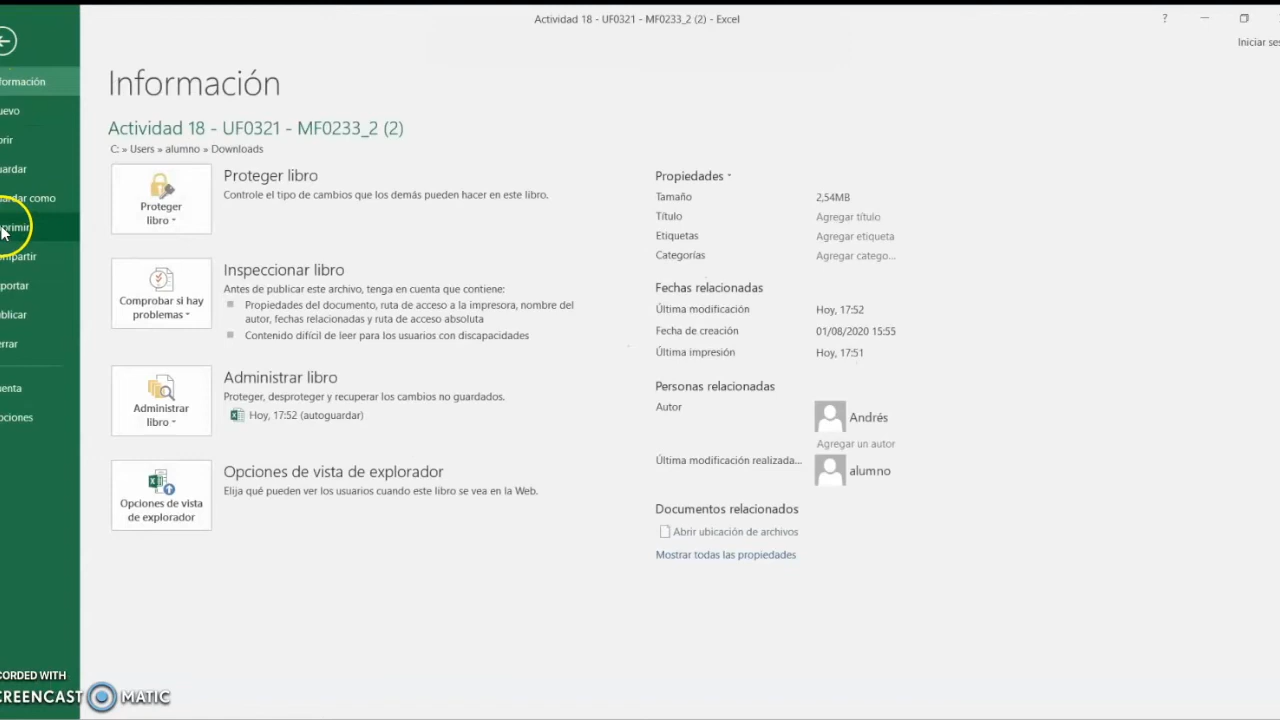 Actividad 18 - UF0321 - MF0233_2 (2) - Excel
?
Iniciar ses
formación
uevo
brir
uardar
uardar como
primir
mpartir
portar
ublicar
errar
enta
pciones
Información
Actividad 18 - UF0321 - MF0233_2 (2)
C: » Users » alumno » Downloads
Proteger libro
Proteger libro
Controle el tipo de cambios que los demás pueden hacer en este libro.
Comprobar si hay problemas
Inspeccionar libro
Antes de publicar este archivo, tenga en cuenta que contiene:
Propiedades del documento, ruta de acceso a la impresora, nombre del
autor, fechas relacionadas y ruta de acceso absoluta
Contenido difícil de leer para los usuarios con discapacidades
Administrar libro
Administrar libro
Proteger, desproteger y recuperar los cambios no guardados.
Hoy, 17:52 (autoguardar)
Opciones de vista de explorador
Opciones de vista de explorador
Elija qué pueden ver los usuarios cuando este libro se vea en la Web.
Propiedades
Tamaño 2,54MB
Título Agregar título
Etiquetas Agregar etiqueta
Categorías Agregar catego...
Fechas relacionadas
Última modificación Hoy, 17:52
Fecha de creación 01/08/2020 15:55
Última impresión Hoy, 17:51
Personas relacionadas
Autor Andrés
Agregar un autor
Última modificación realizada... alumno
Documentos relacionados
Abrir ubicación de archivos
Mostrar todas las propiedades
CORDED WITH
CREENCAST MATIC